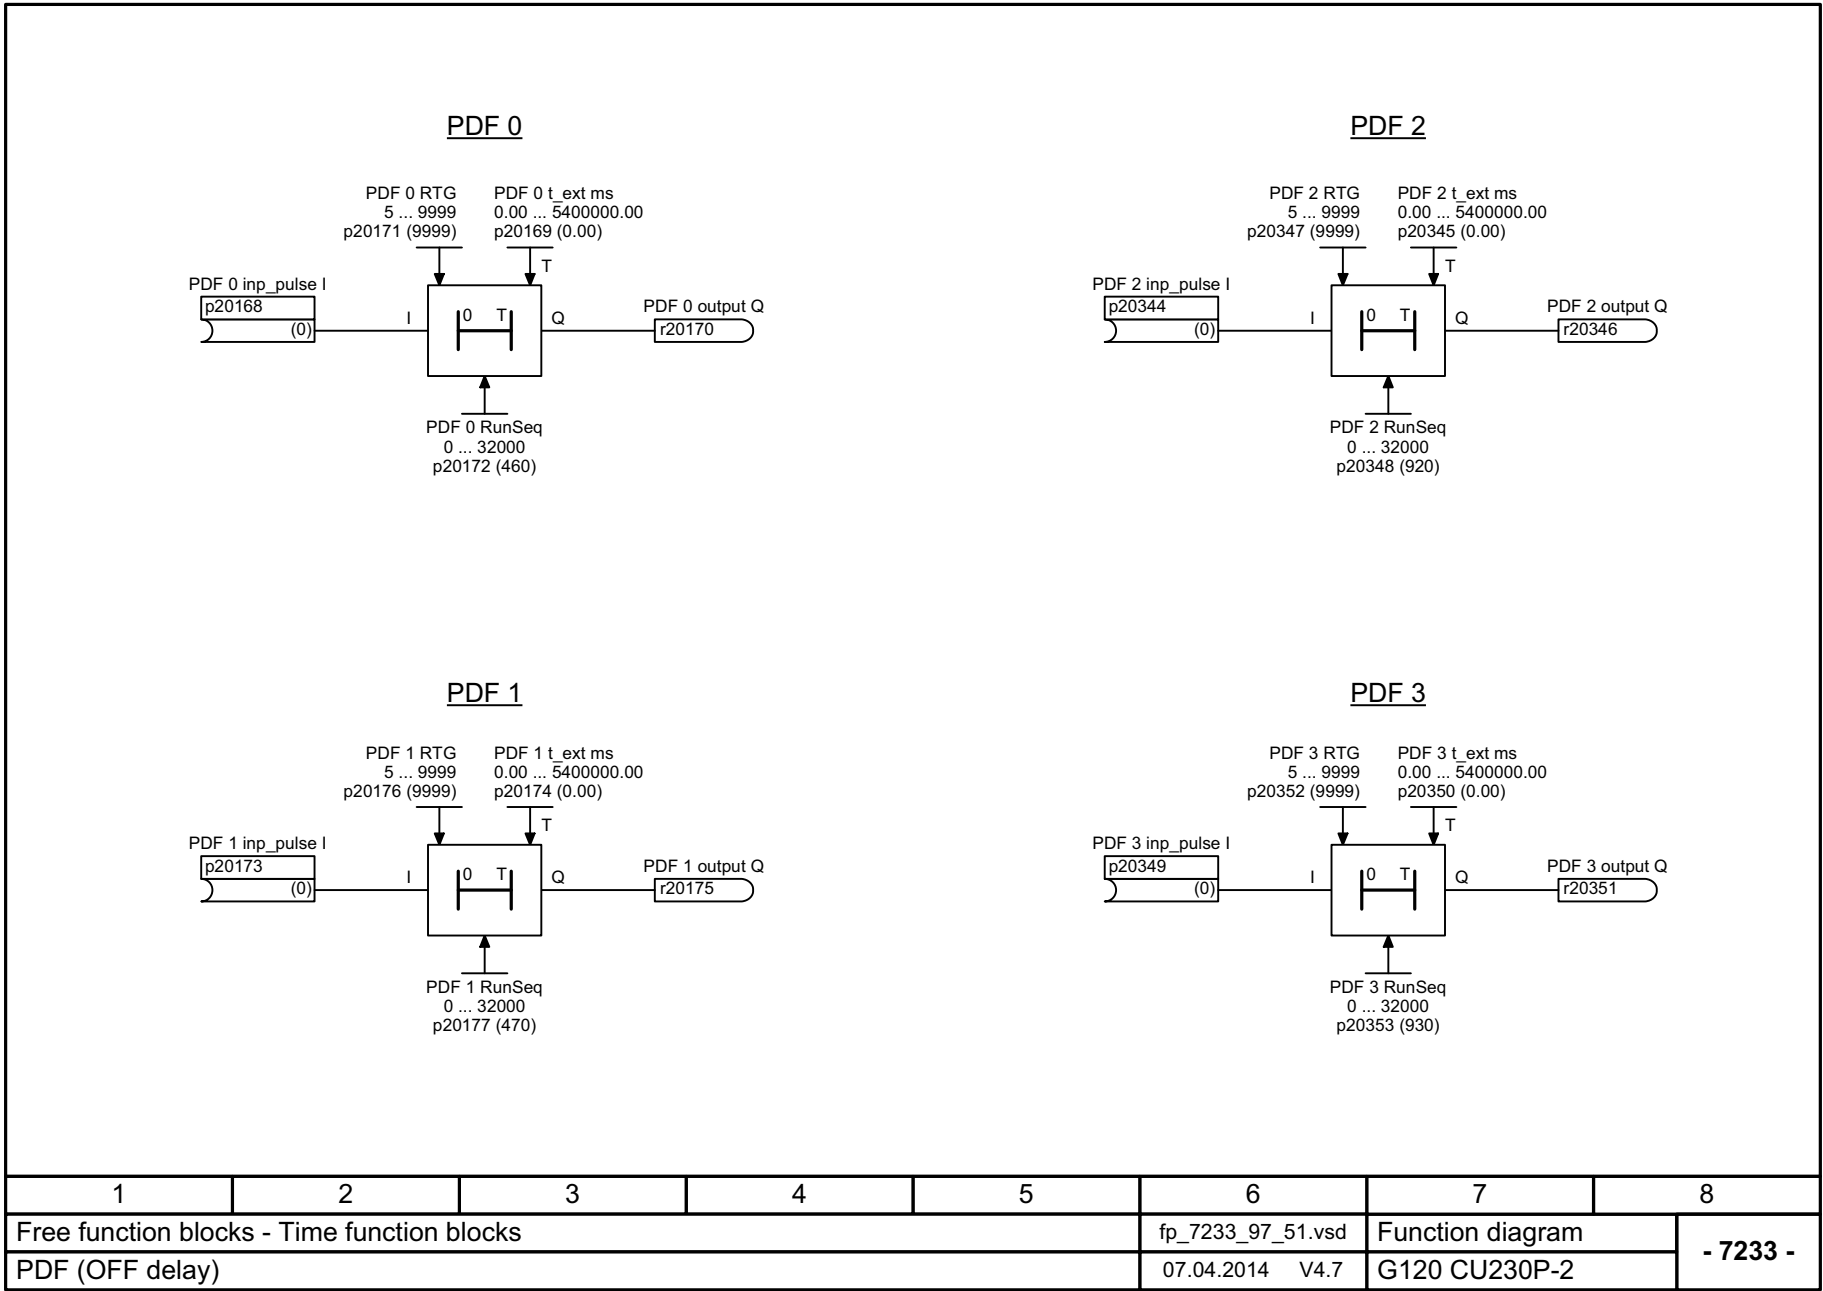 PDF 0
PDF 0 RTG
5 ... 9999
p20171 (9999)
PDF 0 t_ext ms
0.00 ... 5400000.00
p20169 (0.00)
T
PDF 0 inp_pulse I
p20168
(0)
I
0 T
Q
PDF 0 output Q
r20170
PDF 0 RunSeq
0 ... 32000
p20172 (460)
PDF 2
PDF 2 RTG
5 ... 9999
p20347 (9999)
PDF 2 t_ext ms
0.00 ... 5400000.00
p20345 (0.00)
T
PDF 2 inp_pulse I
p20344
(0)
I
0 T
Q
PDF 2 output Q
r20346
PDF 2 RunSeq
0 ... 32000
p20348 (920)
PDF 1
PDF 1 RTG
5 ... 9999
p20176 (9999)
PDF 1 t_ext ms
0.00 ... 5400000.00
p20174 (0.00)
T
PDF 1 inp_pulse I
p20173
(0)
I
0 T
Q
PDF 1 output Q
r20175
PDF 1 RunSeq
0 ... 32000
p20177 (470)
PDF 3
PDF 3 RTG
5 ... 9999
p20352 (9999)
PDF 3 t_ext ms
0.00 ... 5400000.00
p20350 (0.00)
T
PDF 3 inp_pulse I
p20349
(0)
I
0 T
Q
PDF 3 output Q
r20351
PDF 3 RunSeq
0 ... 32000
p20353 (930)
1 2 3 4 5 6 7 8
Free function blocks - Time function blocks
fp_7233_97_51.vsd
Function diagram
- 7233 -
PDF (OFF delay)
07.04.2014 V4.7
G120 CU230P-2